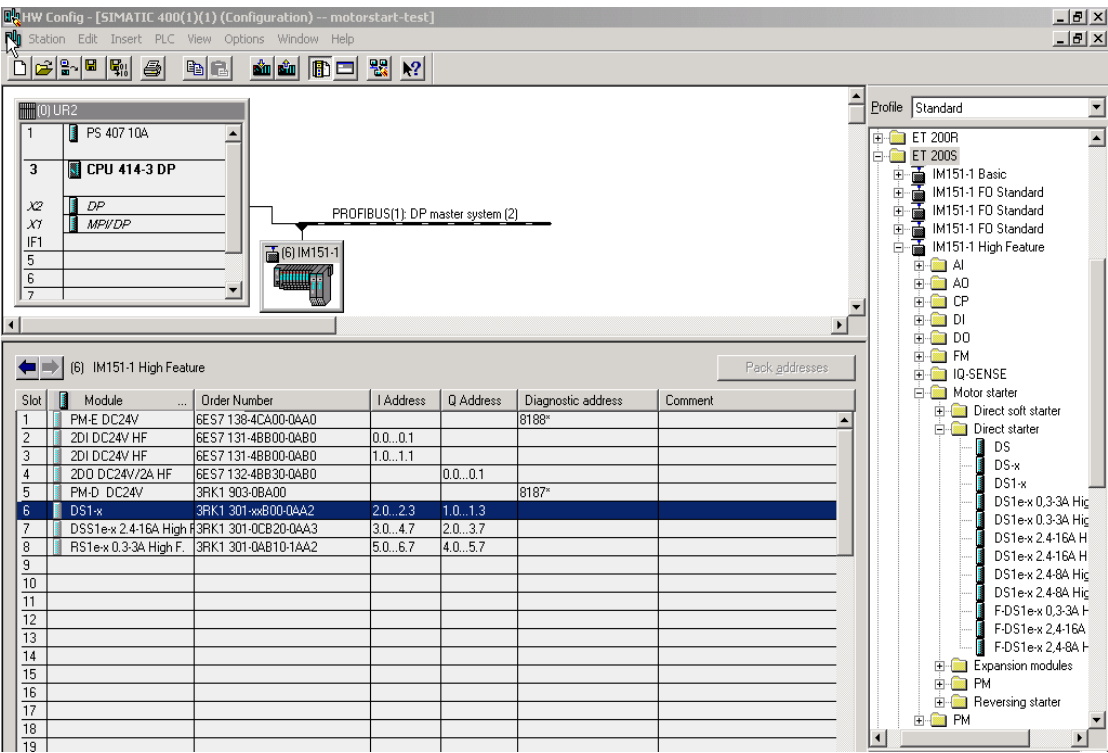 HW Config - [SIMATIC 400(1)(1) (Configuration) -- motorstart-test]
Station Edit Insert PLC View Options Window Help
(0) UR2
1 PS 407 10A
3 CPU 414-3 DP
X2 DP
X1 MPI/DP
IF1
5
6
7
PROFIBUS(1): DP master system (2)
(6) IM151-1
(6) IM151-1 High Feature
Pack addresses
Slot Module ... Order Number I Address Q Address Diagnostic address Comment
1 PM-E DC24V 6ES7 138-4CA00-0AA0 8188*
2 2DI DC24V HF 6ES7 131-4BB00-0AB0 0.0...0.1
3 2DI DC24V HF 6ES7 131-4BB00-0AB0 1.0...1.1
4 2DO DC24V/2A HF 6ES7 132-4BB30-0AB0 0.0...0.1
5 PM-D DC24V 3RK1 903-0BA00 8187*
6 DS1-x 3RK1 301-xxB00-0AA2 2.0...2.3 1.0...1.3
7 DSS1e-x 2.4-16A High F 3RK1 301-0CB20-0AA3 3.0...4.7 2.0...3.7
8 RS1e-x 0.3-3A High F. 3RK1 301-0AB10-1AA2 5.0...6.7 4.0...5.7
9
10
11
12
13
14
15
16
17
18
19
Profile Standard
ET 200R
ET 200S
IM151-1 Basic
IM151-1 FO Standard
IM151-1 FO Standard
IM151-1 FO Standard
IM151-1 High Feature
AI
AO
CP
DI
DO
FM
IQ-SENSE
Motor starter
Direct soft starter
Direct starter
DS
DS-x
DS1-x
DS1e-x 0,3-3A Hig
DS1e-x 0.3-3A Hig
DS1e-x 2.4-16A H
DS1e-x 2.4-16A H
DS1e-x 2.4-8A Hig
DS1e-x 2.4-8A Hig
F-DS1e-x 0,3-3A H
F-DS1e-x 2,4-16A
F-DS1e-x 2,4-8A H
Expansion modules
PM
Reversing starter
PM